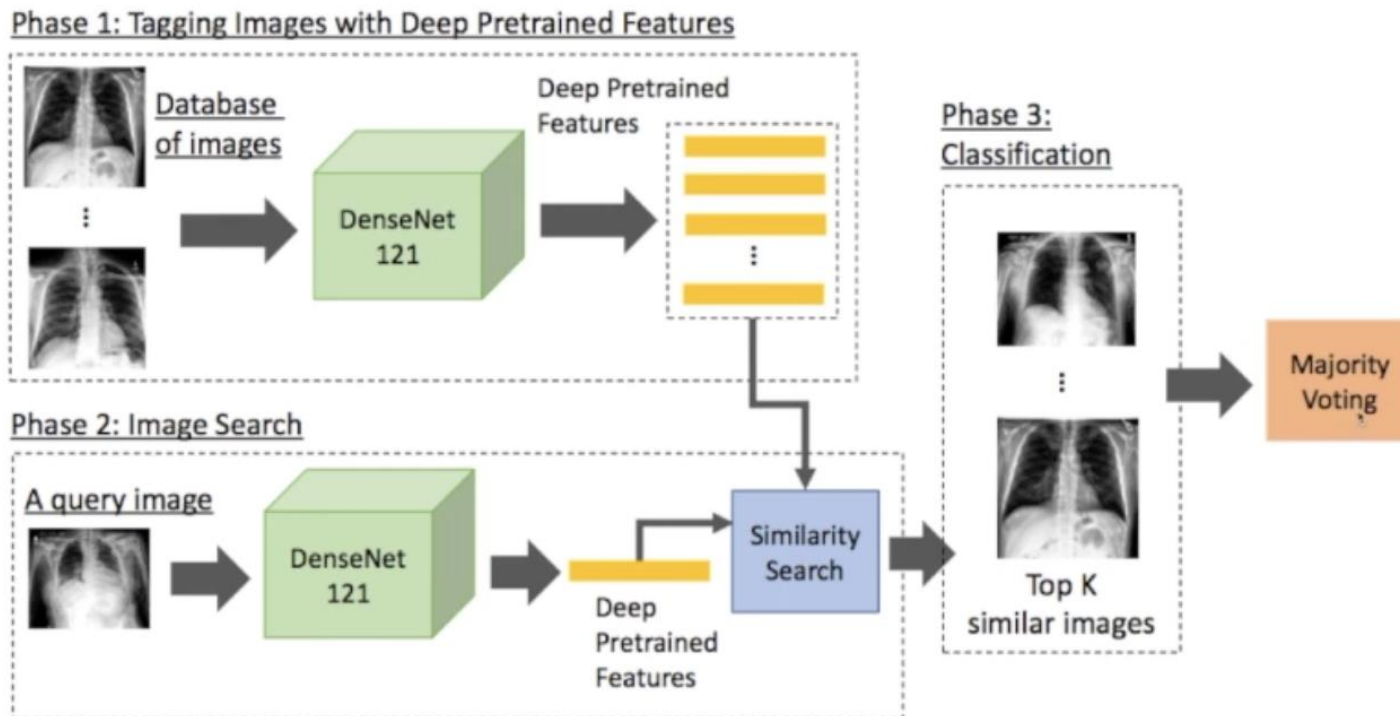 Phase 1: Tagging Images with Deep Pretrained Features
Database
of images
DenseNet
121
Deep Pretrained
Features
Phase 2: Image Search
A query image
DenseNet
121
Deep
Pretrained
Features
Similarity
Search
Phase 3:
Classification
Top K
similar images
Majority
Voting